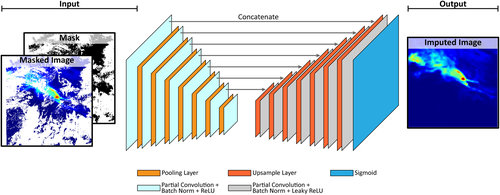 Input
Concatenate
Output
Mask
Masked Image
Imputed Image
Pooling Layer
Upsample Layer
Sigmoid
Partial Convolution +
Batch Norm + ReLU
Partial Convolution +
Batch Norm + Leaky ReLU